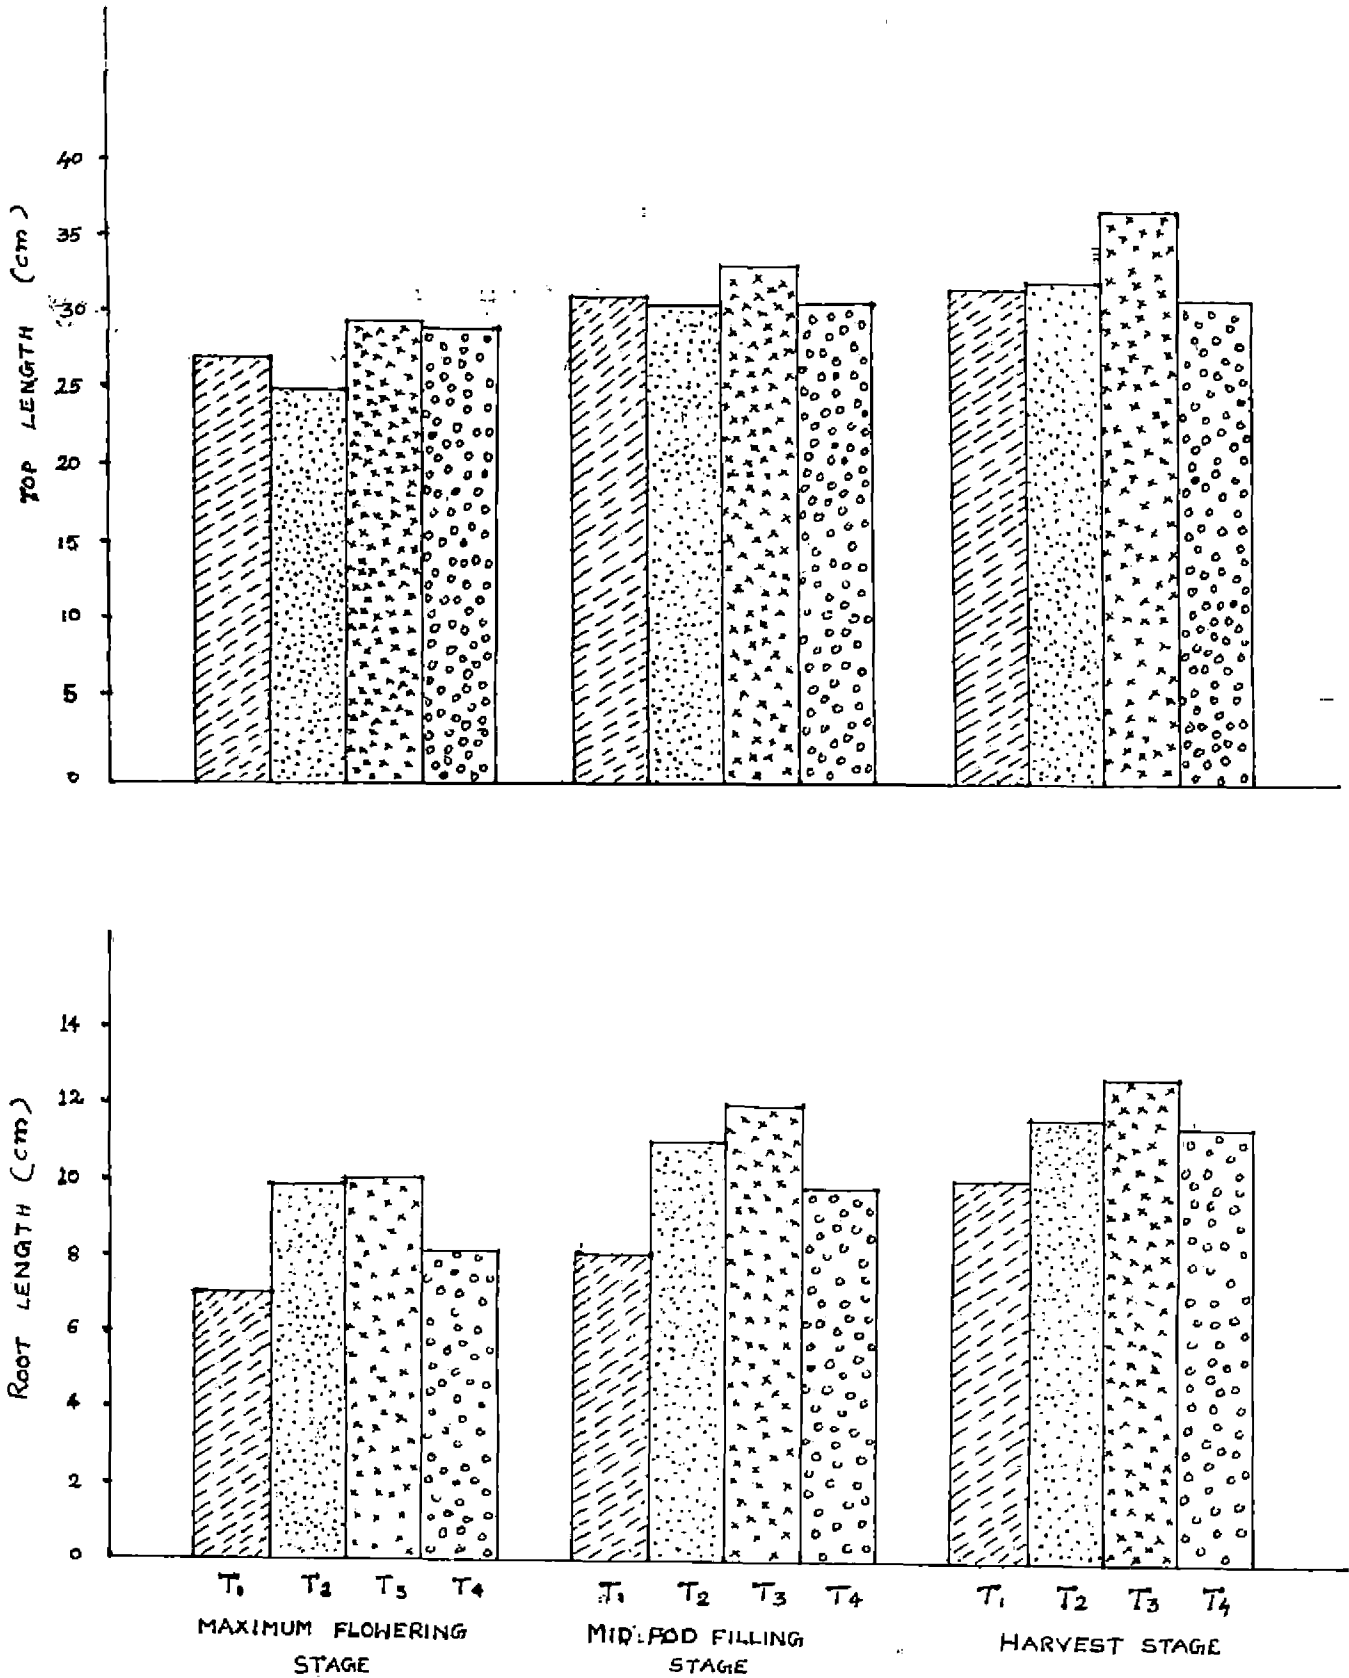 TOP LENGTH (cm)
40
35
30
25
20
15
10
5
0
ROOT LENGTH (cm)
14
12
10
8
6
4
2
0
T1 T2 T3 T4 T1 T2 T3 T4 T1 T2 T3 T4
MAXIMUM FLOWERING
STAGE
MID-POD FILLING
STAGE
HARVEST STAGE